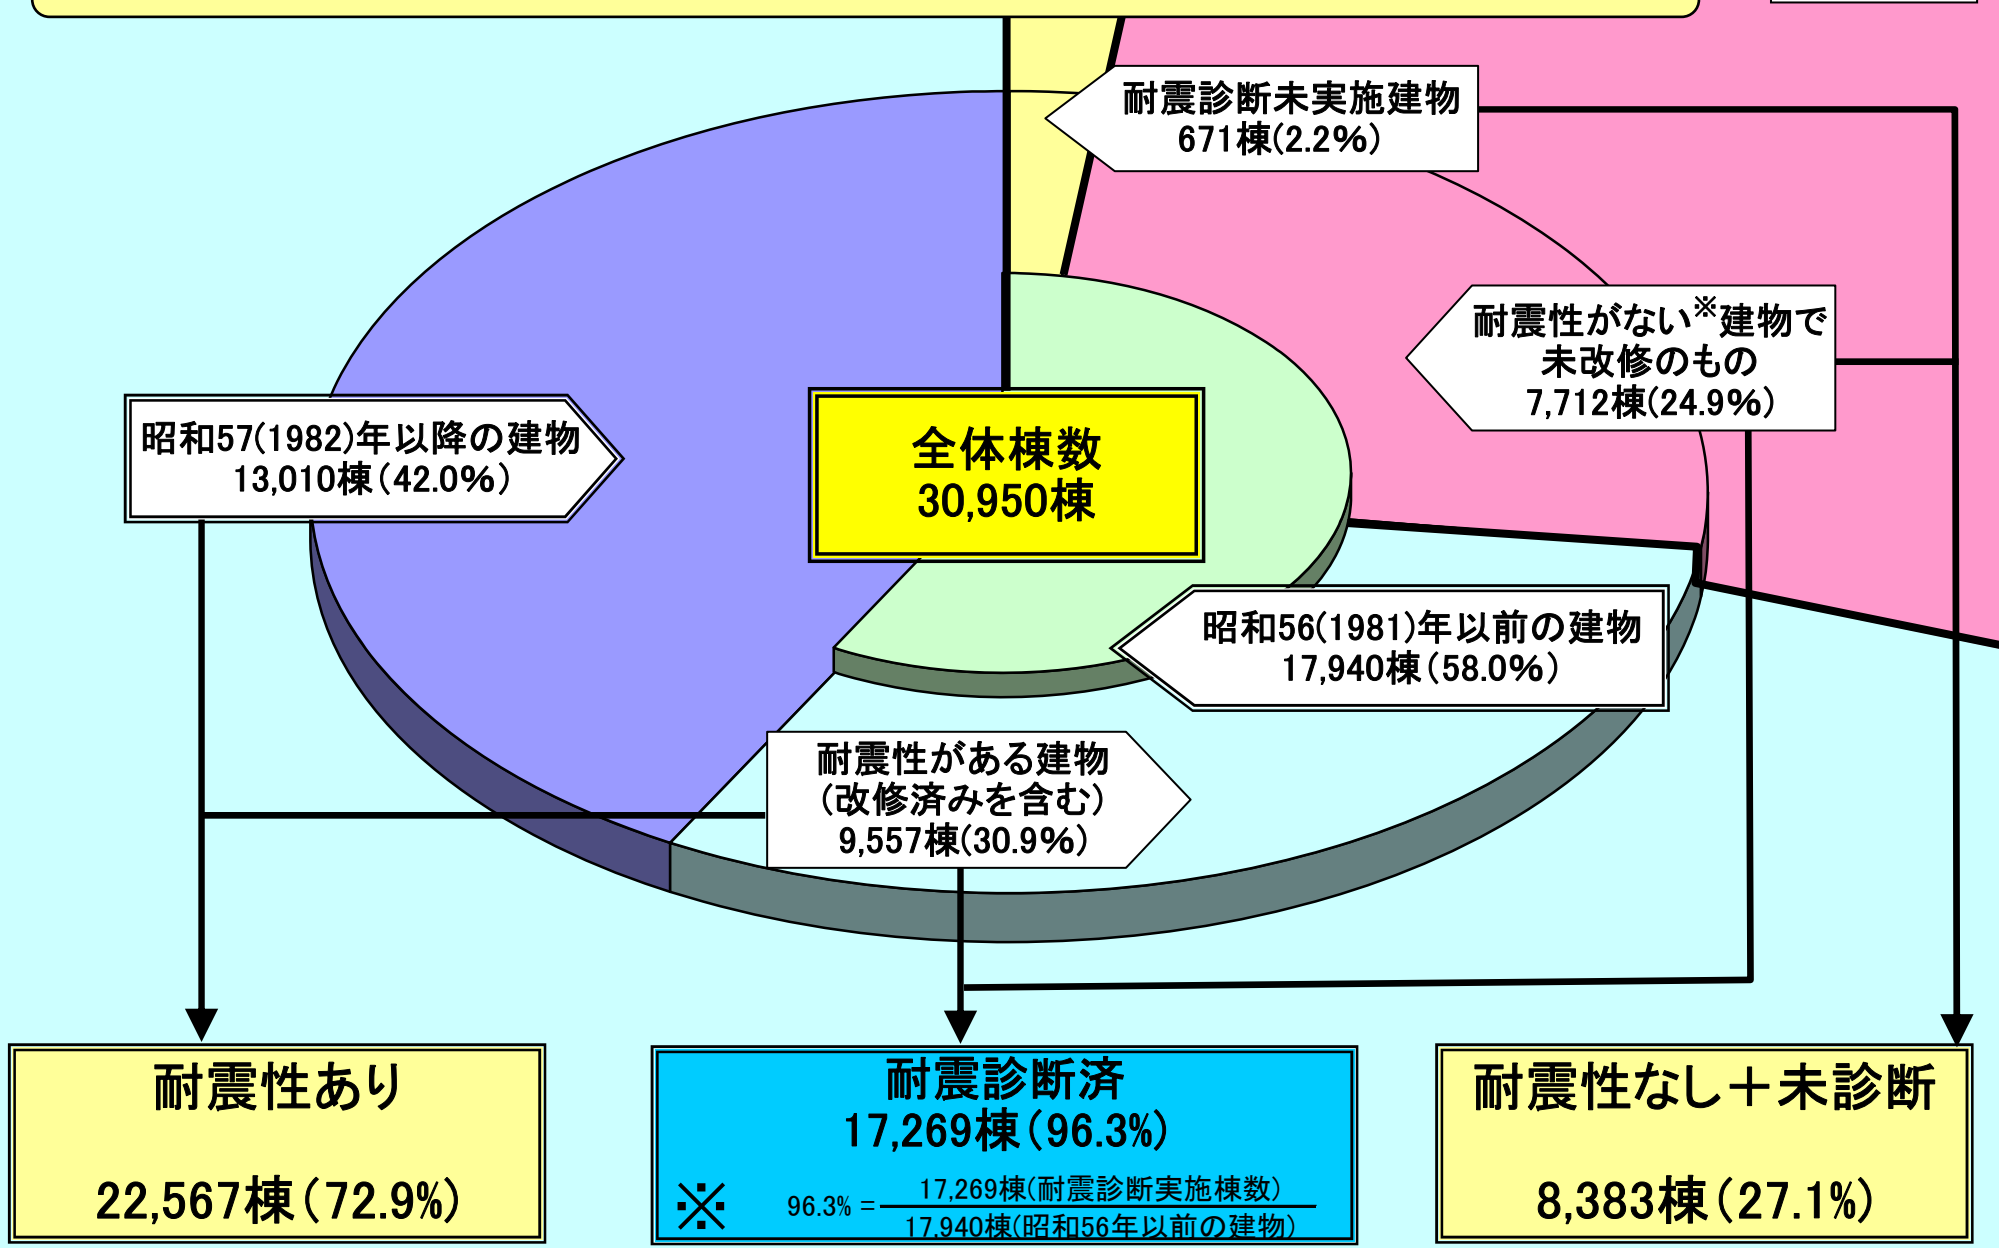 耐震診断未実施建物
671棟(2.2%)
耐震性がない※建物で
未改修のもの
7,712棟(24.9%)
昭和57(1982)年以降の建物
13,010棟(42.0%)
全体棟数
30,950棟
昭和56(1981)年以前の建物
17,940棟(58.0%)
耐震性がある建物
(改修済みを含む)
9,557棟(30.9%)
耐震性あり
22,567棟(72.9%)
耐震診断済
17,269棟(96.3%)
※ 96.3% = 17,269棟(耐震診断実施棟数)
17,940棟(昭和56年以前の建物)
耐震性なし＋未診断
8,383棟(27.1%)